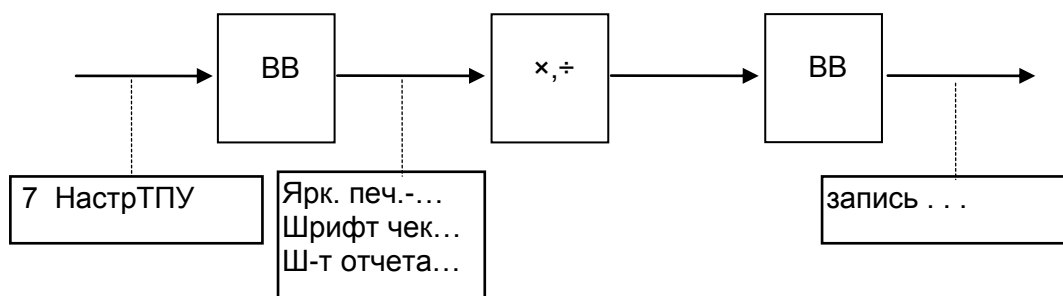 ВВ
×,÷
ВВ
7 НастрТПУ
Ярк. печ.-...
Шрифт чек...
Ш-т отчета...
запись . . .